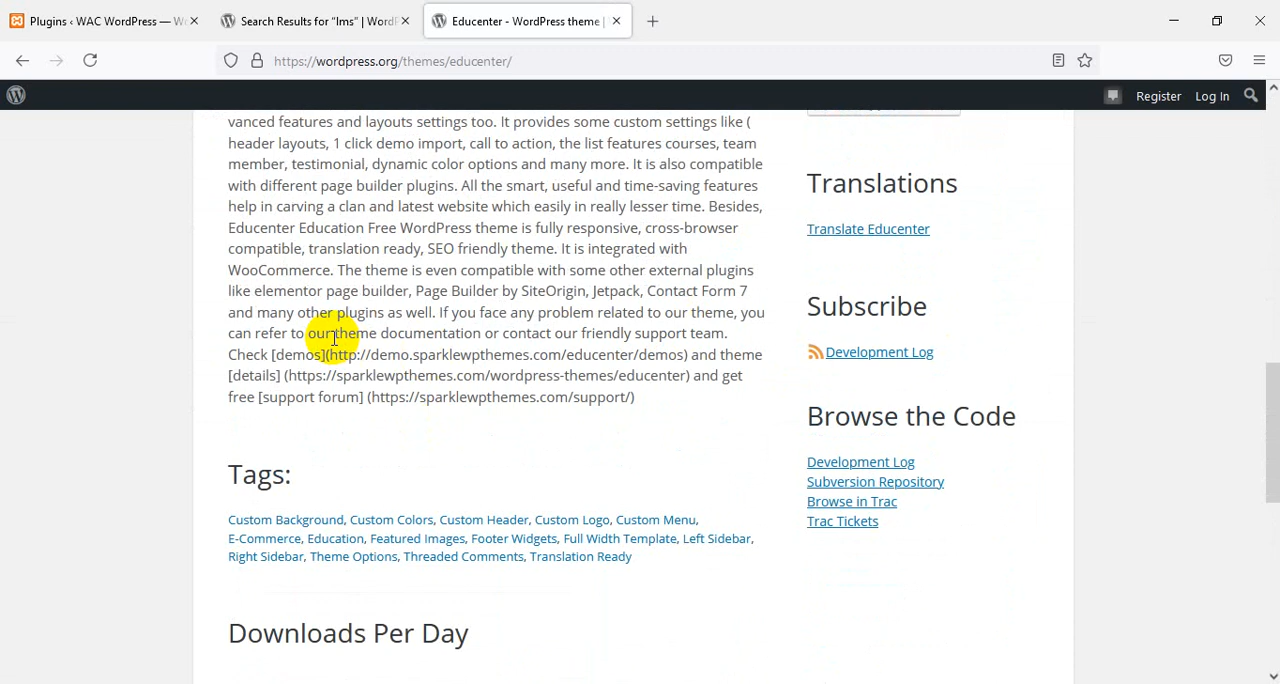 Plugins ‹ WAC WordPress — W
Search Results for “lms” | WordF
Educenter - WordPress theme |
https://wordpress.org/themes/educenter/
Register
Log In
vanced features and layouts settings too. It provides some custom settings like (
header layouts, 1 click demo import, call to action, the list features courses, team
member, testimonial, dynamic color options and many more. It is also compatible
with different page builder plugins. All the smart, useful and time-saving features
help in carving a clan and latest website which easily in really lesser time. Besides,
Educenter Education Free WordPress theme is fully responsive, cross-browser
compatible, translation ready, SEO friendly theme. It is integrated with
WooCommerce. The theme is even compatible with some other external plugins
like elementor page builder, Page Builder by SiteOrigin, Jetpack, Contact Form 7
and many other plugins as well. If you face any problem related to our theme, you
can refer to our theme documentation or contact our friendly support team.
Check [demos](http://demo.sparklewpthemes.com/educenter/demos) and theme
[details] (https://sparklewpthemes.com/wordpress-themes/educenter) and get
free [support forum] (https://sparklewpthemes.com/support/)
Tags:
Custom Background, Custom Colors, Custom Header, Custom Logo, Custom Menu,
E-Commerce, Education, Featured Images, Footer Widgets, Full Width Template, Left Sidebar,
Right Sidebar, Theme Options, Threaded Comments, Translation Ready
Downloads Per Day
Translations
Translate Educenter
Subscribe
Development Log
Browse the Code
Development Log
Subversion Repository
Browse in Trac
Trac Tickets